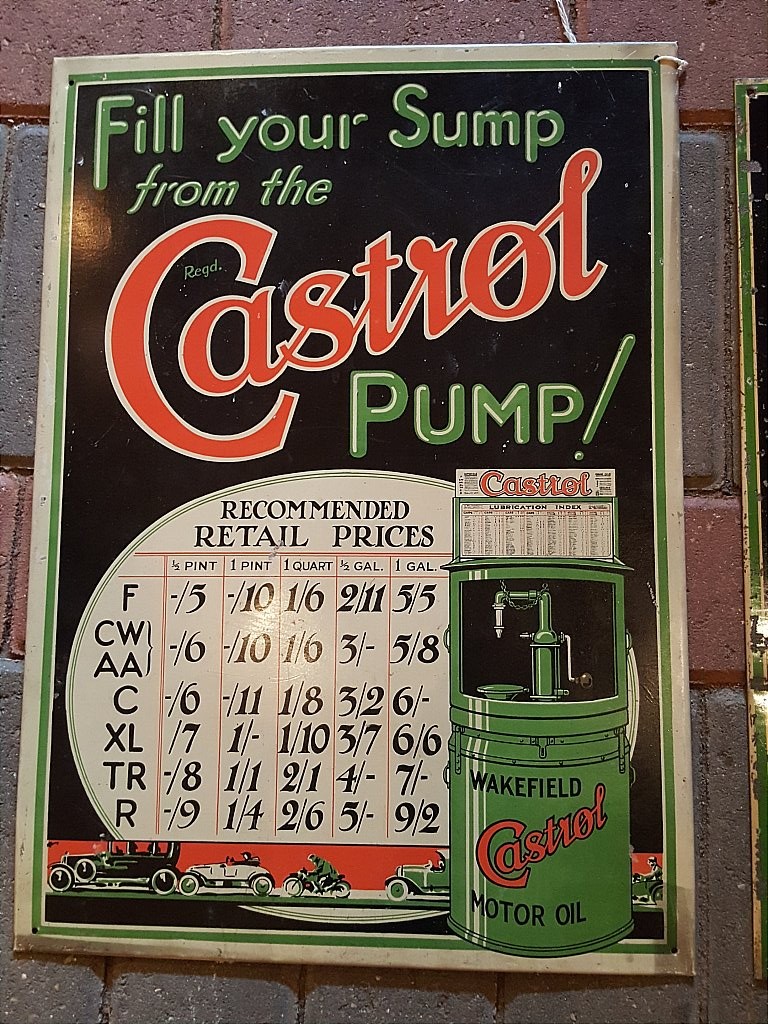 Fill your Sump
from the
Regd.
Castrol
PUMP!
RECOMMENDED
RETAIL PRICES
½ PINT 1 PINT 1 QUART ½ GAL. 1 GAL.
F -/5 -/10 1/6 2/11 5/5
CW
AA -/6 -/10 1/6 3/- 5/8
C -/6 -/11 1/8 3/2 6/-
XL /7 1/- 1/10 3/7 6/6
TR -/8 1/1 2/1 4/- 7/-
R -/9 1/4 2/6 5/- 9/2
Castrol
LUBRICATION INDEX
WAKEFIELD
Castrol
MOTOR OIL